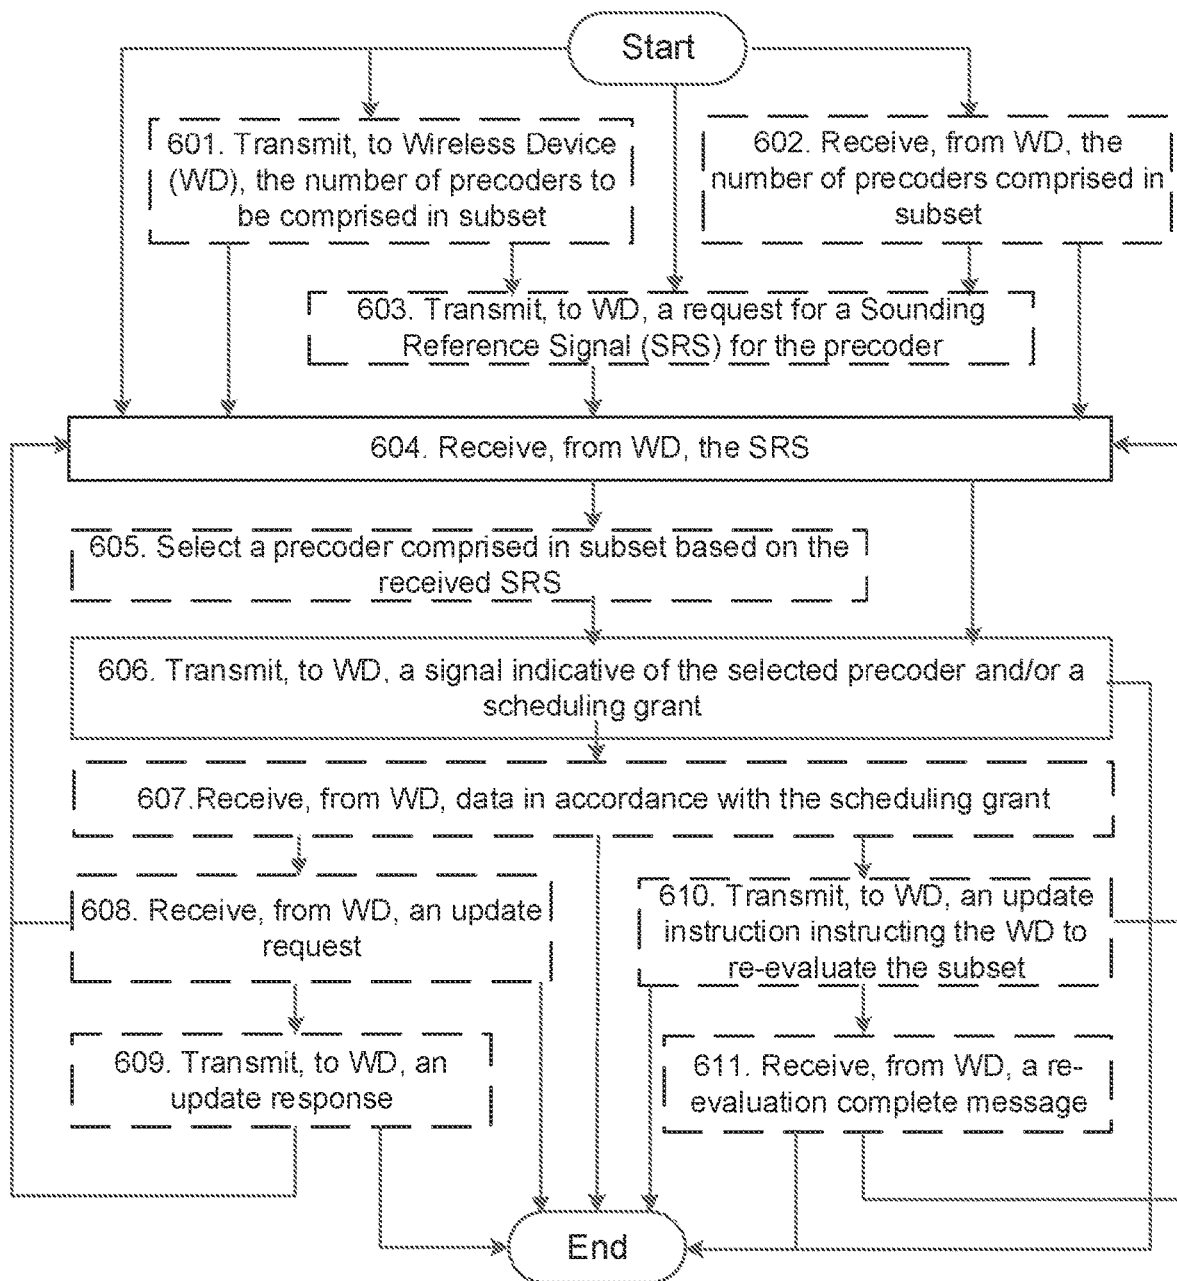 Start
601. Transmit, to Wireless Device
(WD), the number of precoders to
be comprised in subset
602. Receive, from WD, the
number of precoders comprised in
subset
603. Transmit, to WD, a request for a Sounding
Reference Signal (SRS) for the precoder
604. Receive, from WD, the SRS
605. Select a precoder comprised in subset based on the
received SRS
606. Transmit, to WD, a signal indicative of the selected precoder and/or a
scheduling grant
607.Receive, from WD, data in accordance with the scheduling grant
608. Receive, from WD, an update
request
610. Transmit, to WD, an update
instruction instructing the WD to
re-evaluate the subset
609. Transmit, to WD, an
update response
611. Receive, from WD, a re-
evaluation complete message
End